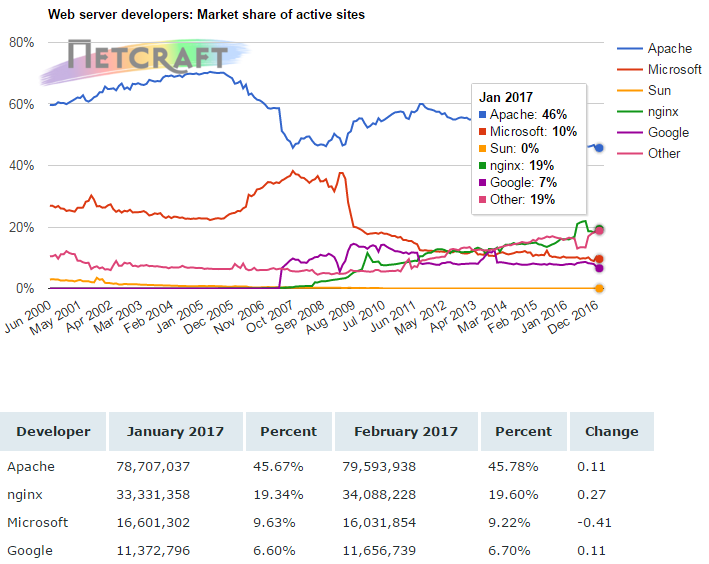 Web server developers: Market share of active sites
NETCRAFT
80%
60%
40%
20%
0%
Jun 2000
May 2001
Apr 2002
Mar 2003
Feb 2004
Jan 2005
Dec 2005
Nov 2006
Oct 2007
Sep 2008
Aug 2009
Jul 2010
Jun 2011
May 2012
Apr 2013
Mar 2014
Feb 2015
Jan 2016
Dec 2016
Jan 2017
Apache: 46%
Microsoft: 10%
Sun: 0%
nginx: 19%
Google: 7%
Other: 19%
Apache
Microsoft
Sun
nginx
Google
Other
Developer January 2017 Percent February 2017 Percent Change
Apache 78,707,037 45.67% 79,593,938 45.78% 0.11
nginx 33,331,358 19.34% 34,088,228 19.60% 0.27
Microsoft 16,601,302 9.63% 16,031,854 9.22% -0.41
Google 11,372,796 6.60% 11,656,739 6.70% 0.11